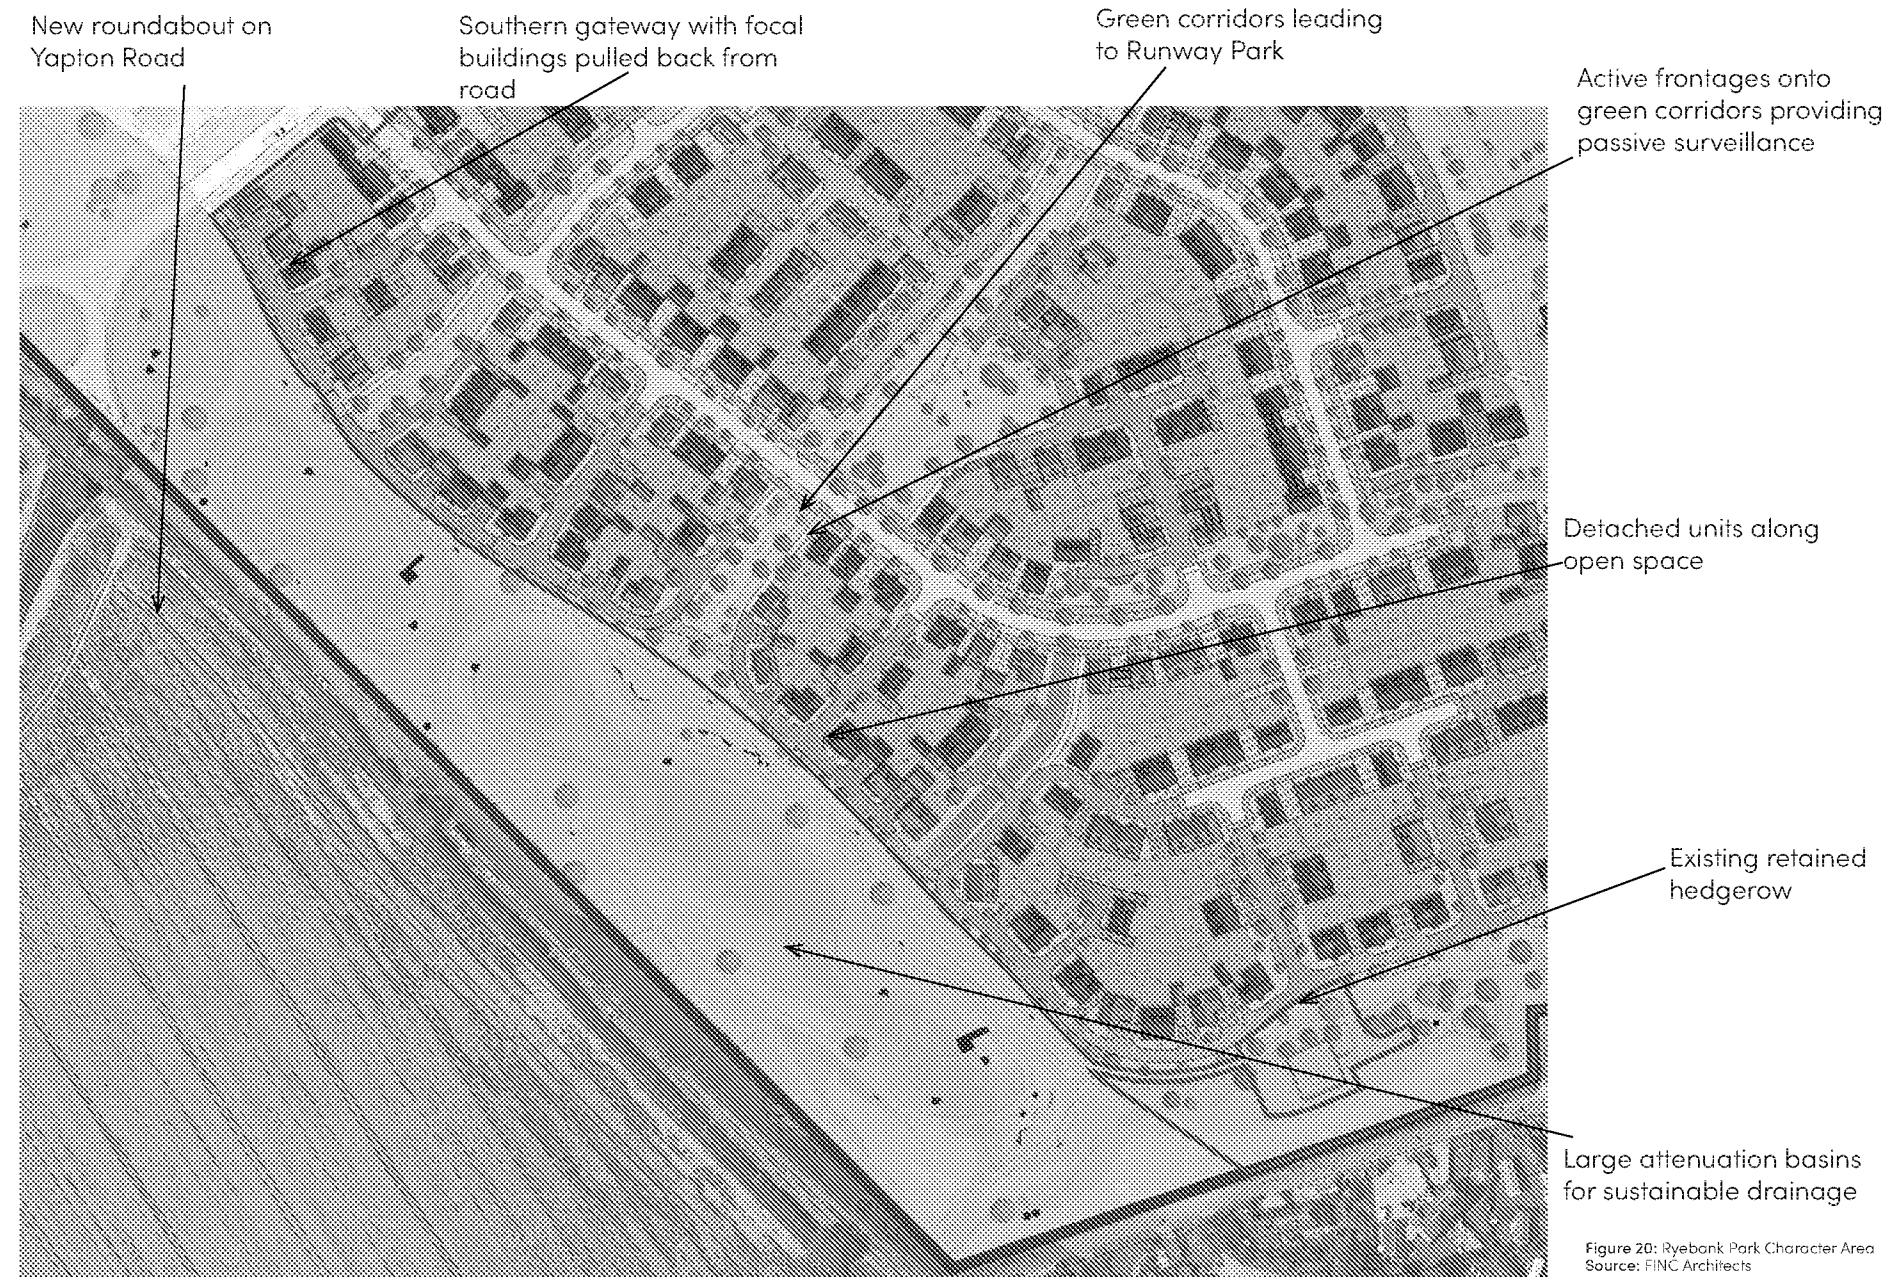 New roundabout on
Yapton Road
Southern gateway with focal
buildings pulled back from
road
Green corridors leading
to Runway Park
Active frontages onto
green corridors providing
passive surveillance
Detached units along
open space
Existing retained
hedgerow
Large attenuation basins
for sustainable drainage
Figure 20: Ryebank Park Character Area
Source: FINC Architects